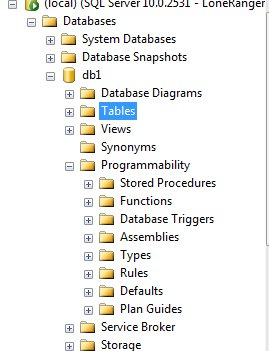 (local) (SQL Server 10.0.2531 - LoneRanger
Databases
System Databases
Database Snapshots
db1
Database Diagrams
Tables
Views
Synonyms
Programmability
Stored Procedures
Functions
Database Triggers
Assemblies
Types
Rules
Defaults
Plan Guides
Service Broker
Storage